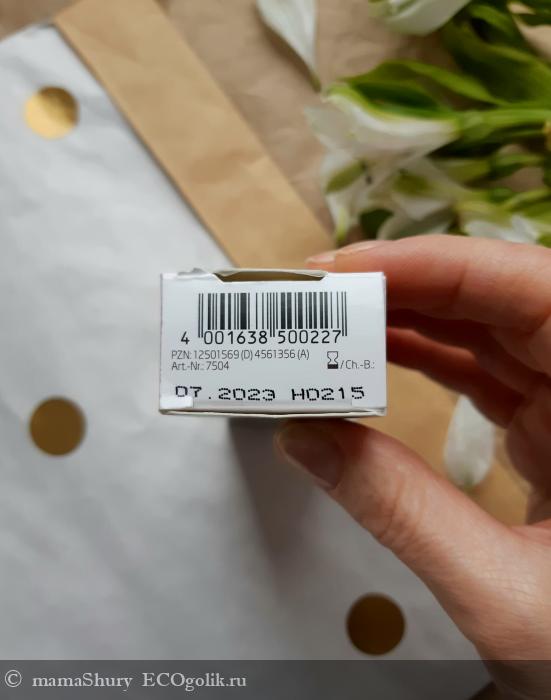 4 001638 500227
PZN: 12501569 (D) 4561356 (A)
Art.-Nr.: 7504
/Ch.-B.:
07.2023 H0215
© mamaShury ECOgolik.ru